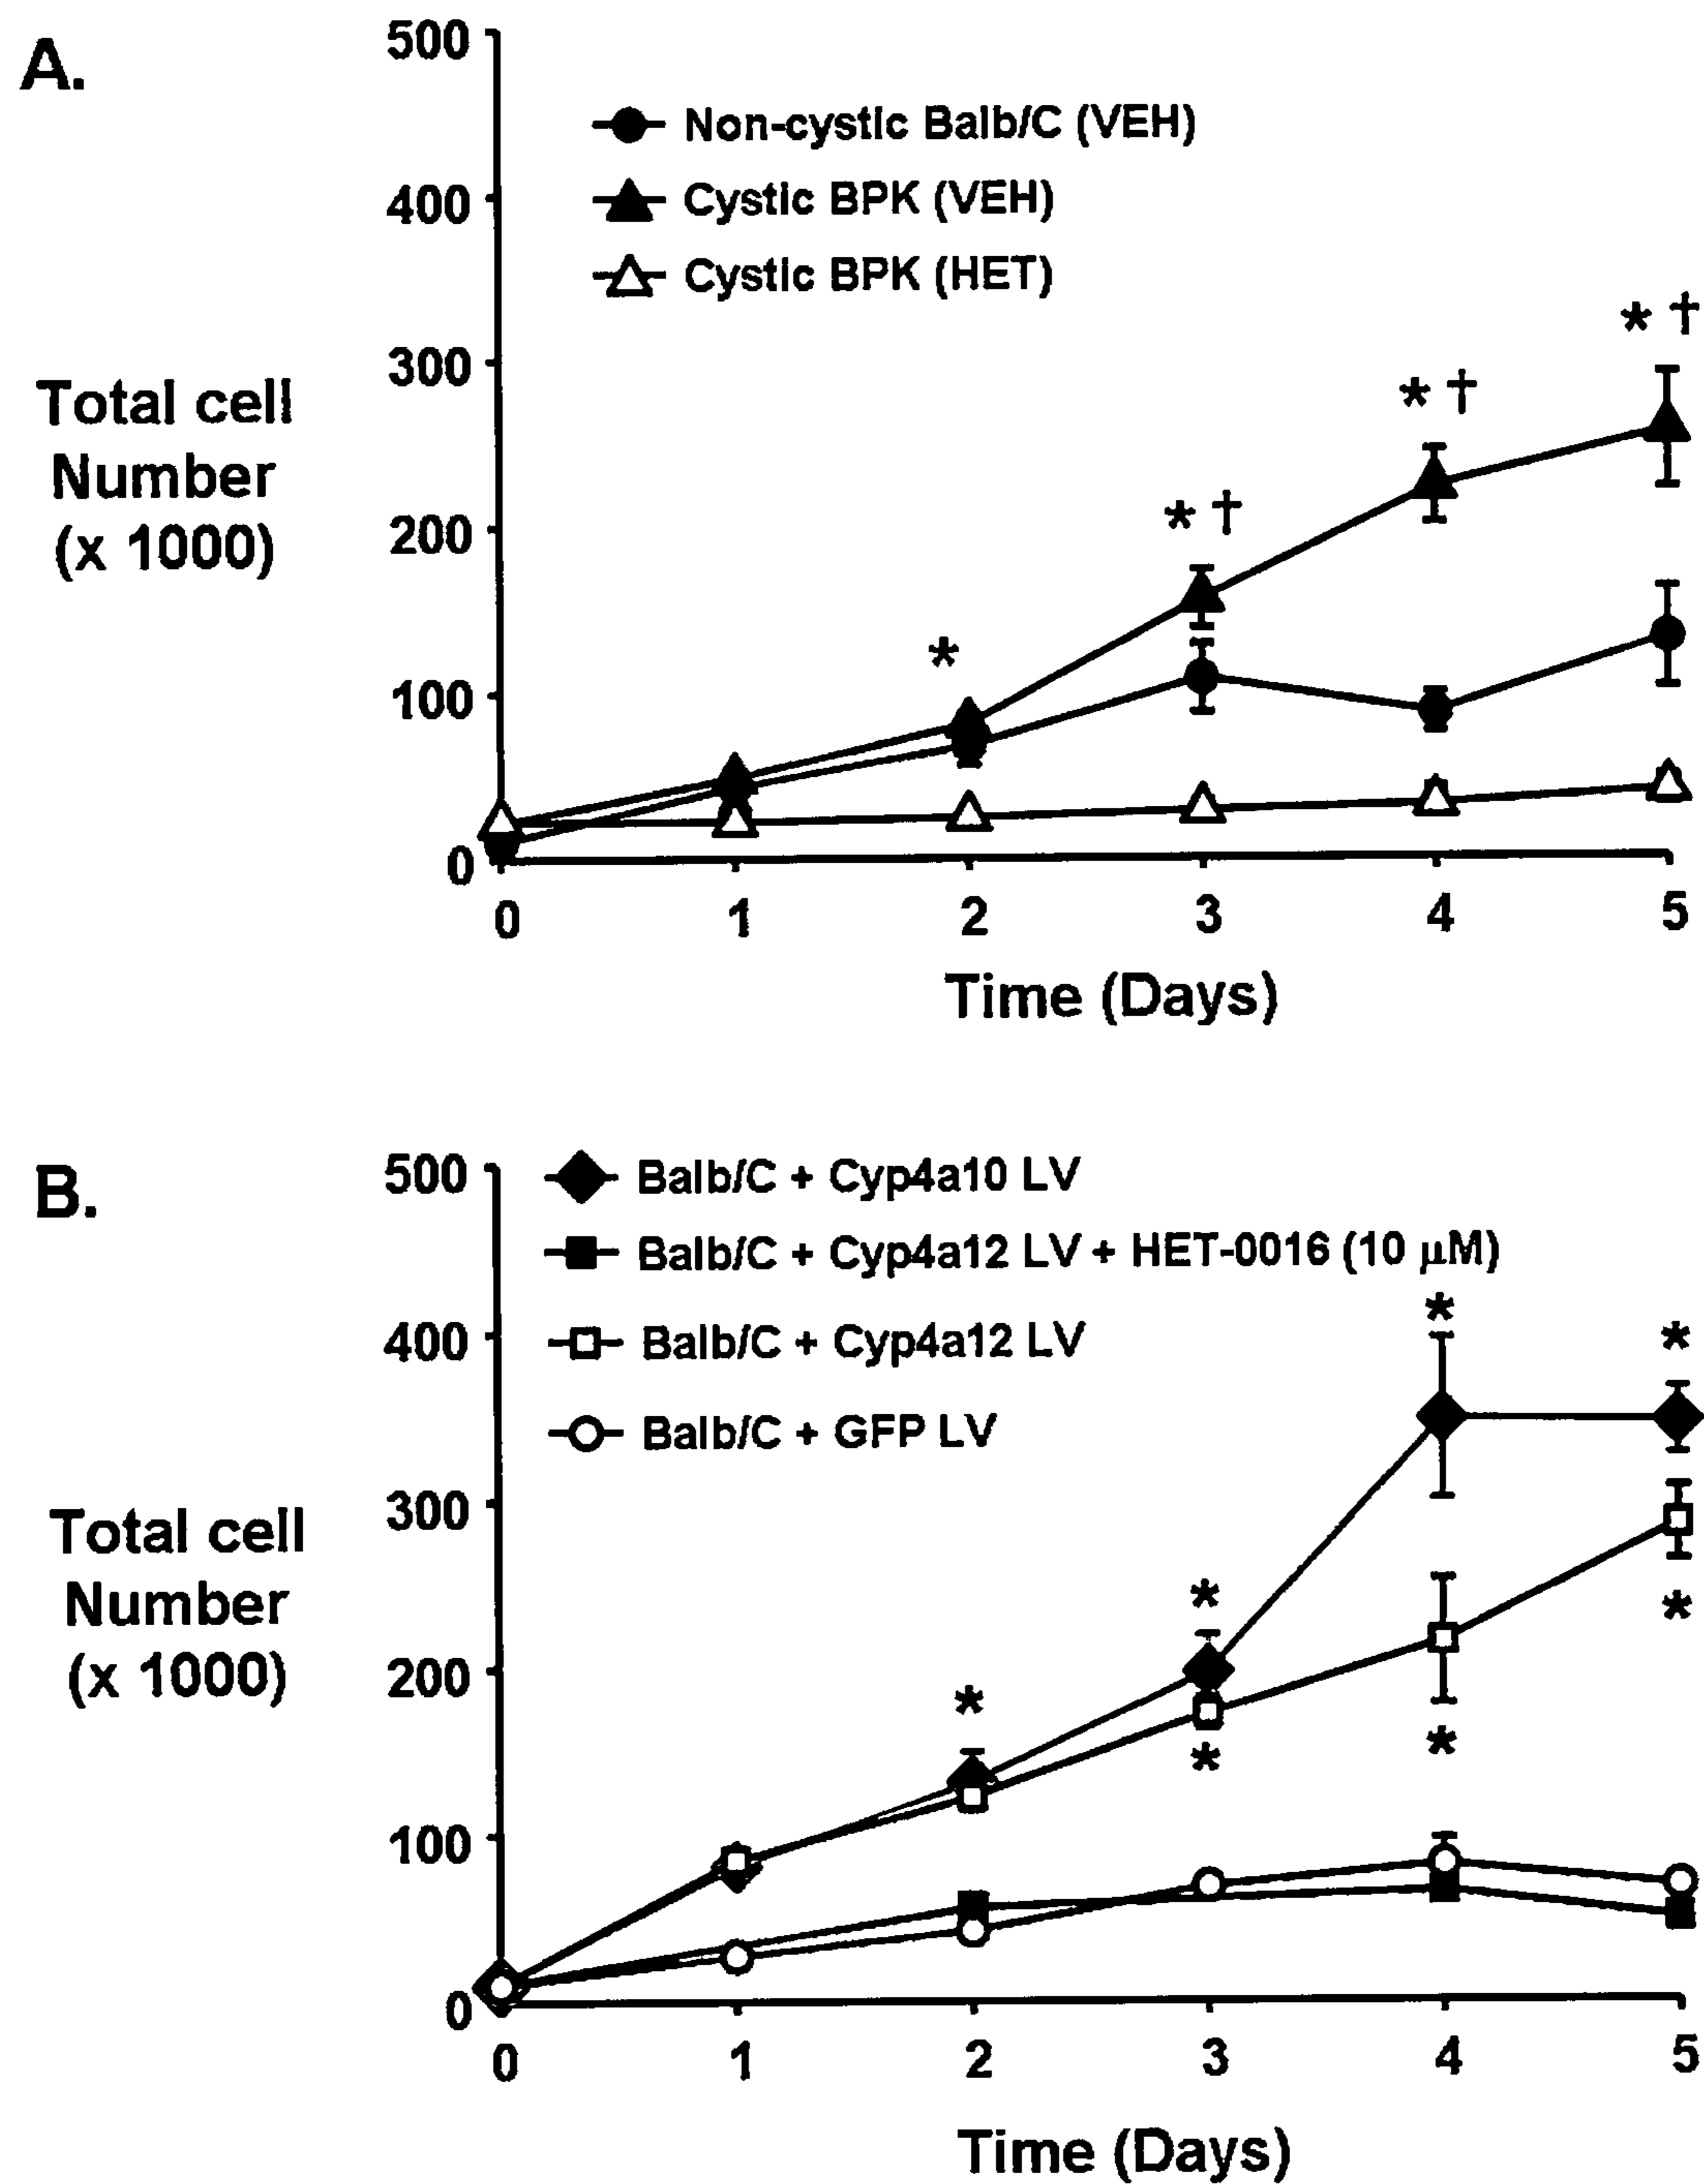 A.
500
400
300
200
100
0
Non-cystic Balb/C (VEH)
Cystic BPK (VEH)
Cystic BPK (HET)
Total cell
Number
(x 1000)
*
* †
* †
* †
0 1 2 3 4 5
Time (Days)
B.
500
400
300
200
100
0
Balb/C + Cyp4a10 LV
Balb/C + Cyp4a12 LV + HET-0016 (10 μM)
Balb/C + Cyp4a12 LV
Balb/C + GFP LV
Total cell
Number
(x 1000)
*
*
*
*
*
*
*
0 1 2 3 4 5
Time (Days)